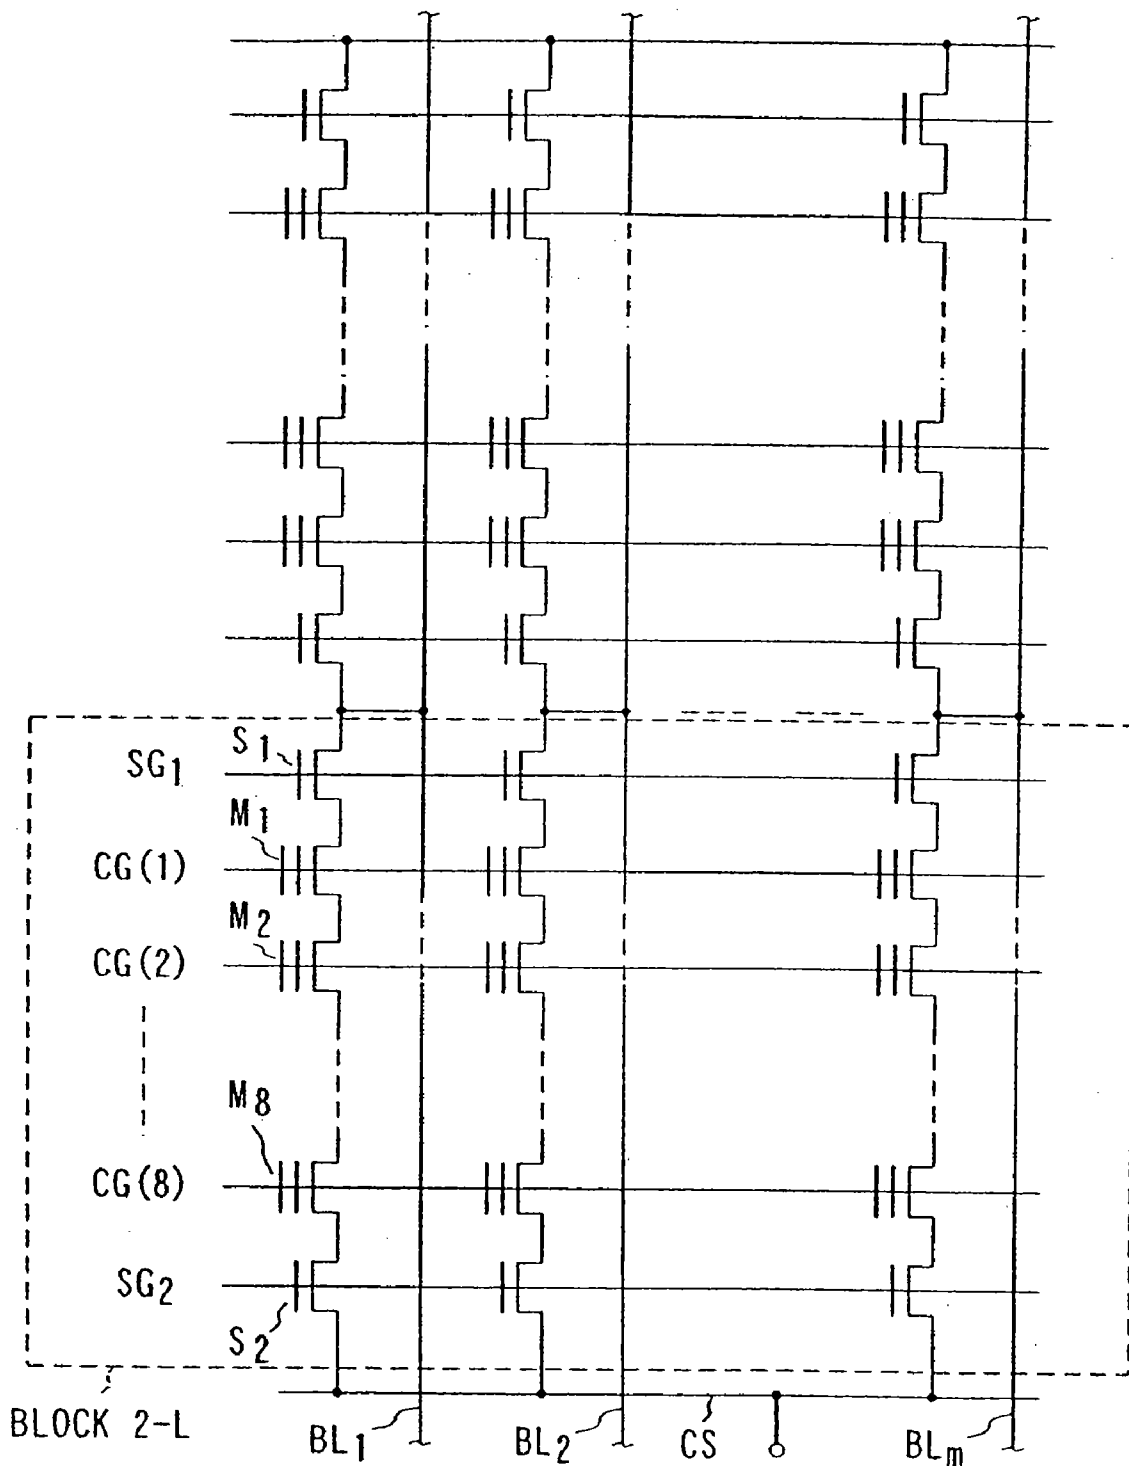 S1
SG1
M1
CG(1)
M2
CG(2)
M8
CG(8)
SG2
S2
BLOCK 2-L
BL1
BL2
CS
BLm